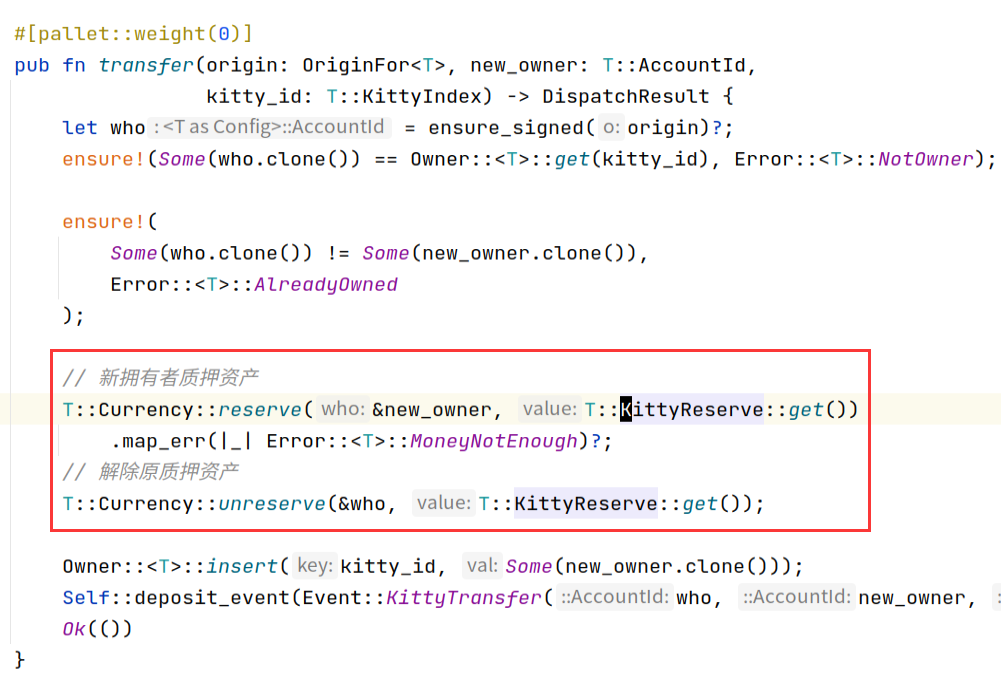 #[pallet::weight(0)]
pub fn transfer(origin: OriginFor<T>, new_owner: T::AccountId,
kitty_id: T::KittyIndex) -> DispatchResult {
let who : <T as Config>::AccountId = ensure_signed( o: origin)?;
ensure!(Some(who.clone()) == Owner::<T>::get(kitty_id), Error::<T>::NotOwner);
ensure!(
Some(who.clone()) != Some(new_owner.clone()),
Error::<T>::AlreadyOwned
);
// 新拥有者质押资产
T::Currency::reserve( who: &new_owner, value: T::KittyReserve::get())
.map_err(|_| Error::<T>::MoneyNotEnough)?;
// 解除原质押资产
T::Currency::unreserve(&who, value: T::KittyReserve::get());
Owner::<T>::insert( key: kitty_id, val: Some(new_owner.clone()));
Self::deposit_event(Event::KittyTransfer( ::AccountId: who, ::AccountId: new_owner, :
Ok(())
}